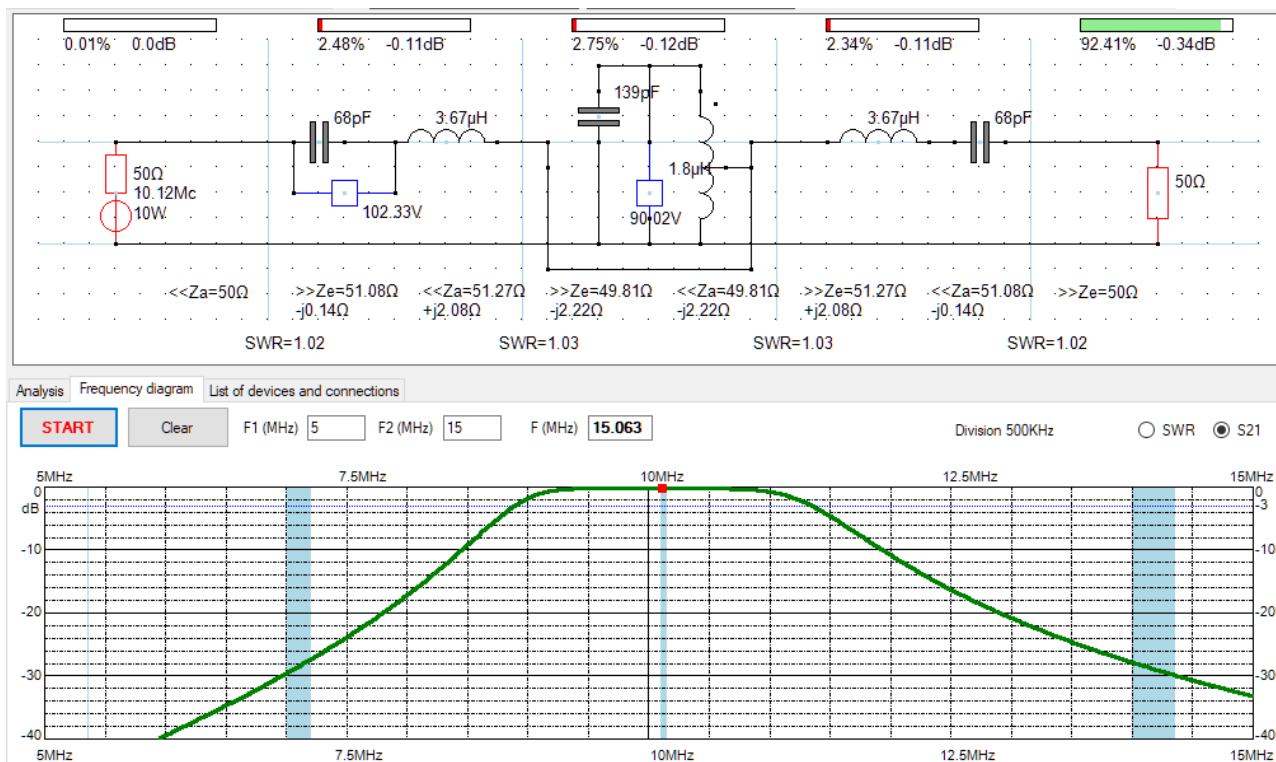 0.01% 0.0dB 2.48% -0.11dB 2.75% -0.12dB 2.34% -0.11dB 92.41% -0.34dB
139pF
68pF 3.67µH 3.67µH 68pF
50Ω
10.12Mc
10W
1.8µH
50Ω
102.33V 90.02V
<<Za=50Ω >>Ze=51.08Ω <<Za=51.27Ω >>Ze=49.81Ω <<Za=49.81Ω >>Ze=51.27Ω <<Za=51.08Ω >>Ze=50Ω
-j0.14Ω +j2.08Ω -j2.22Ω -j2.22Ω +j2.08Ω -j0.14Ω
SWR=1.02 SWR=1.03 SWR=1.03 SWR=1.02
Analysis Frequency diagram List of devices and connections
START Clear F1 (MHz) 5 F2 (MHz) 15 F (MHz) 15.063 Division 500KHz SWR S21
5MHz 7.5MHz 10MHz 12.5MHz 15MHz
0 0
dB -3
-10 -10
-20 -20
-30 -30
-40 -40
5MHz 7.5MHz 10MHz 12.5MHz 15MHz